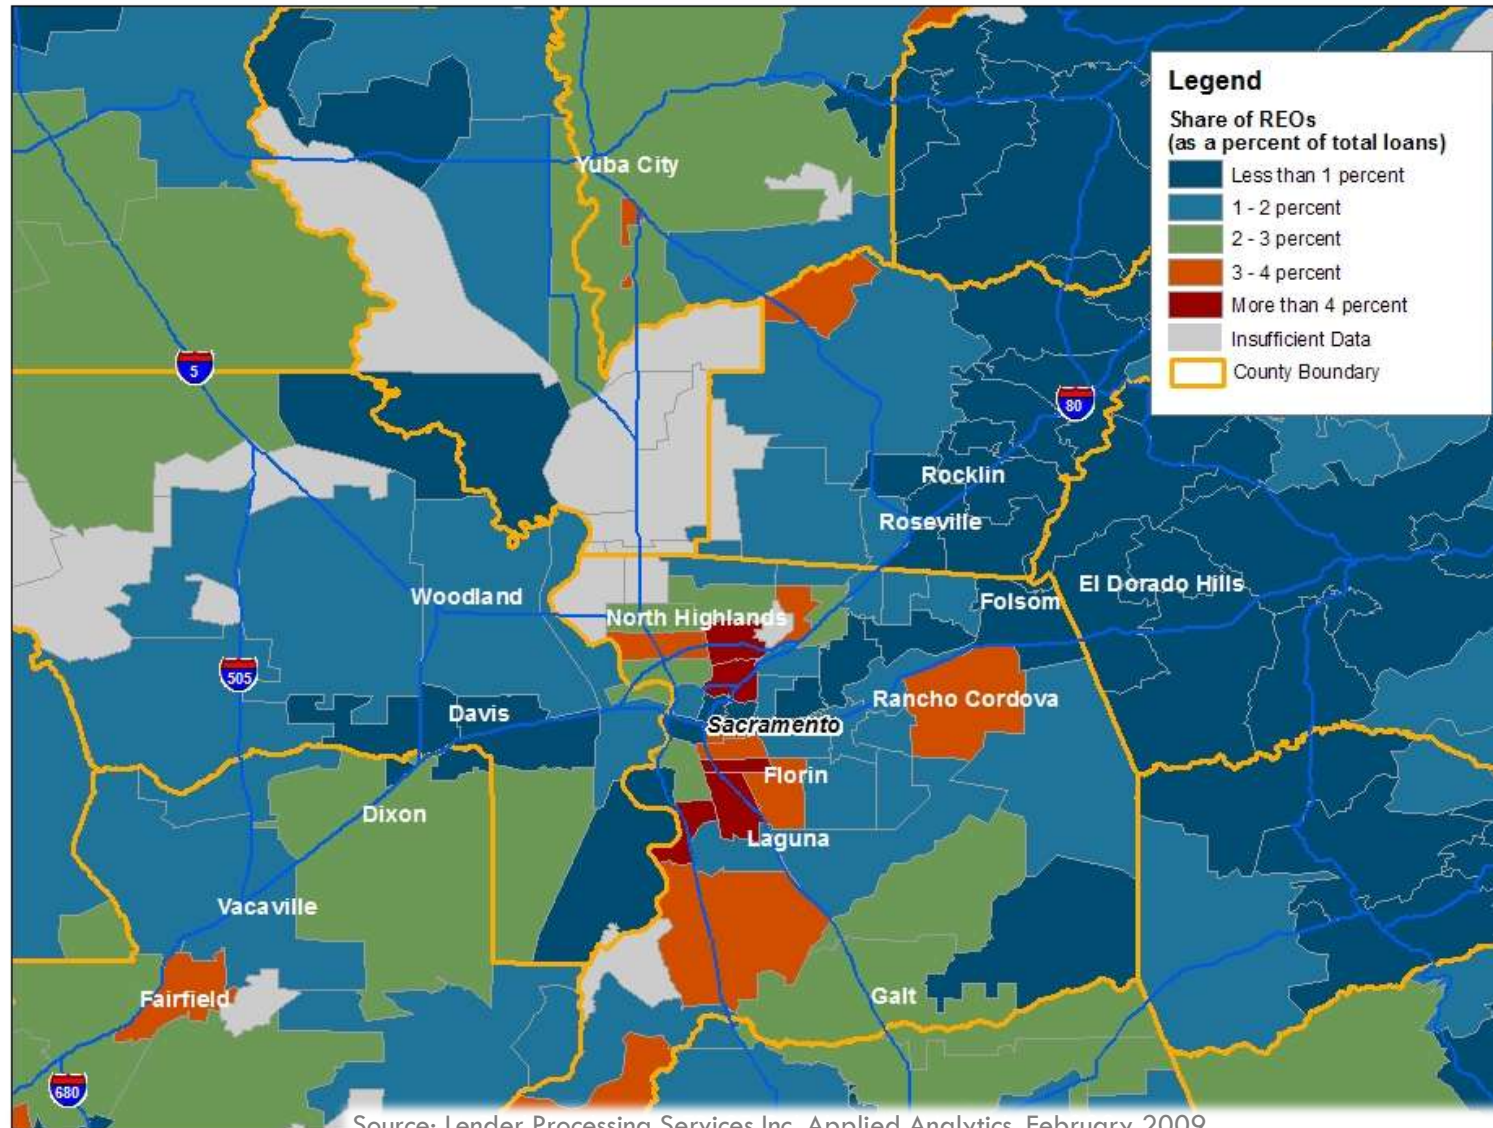 Legend
Share of REOs
(as a percent of total loans)
Less than 1 percent
1 - 2 percent
2 - 3 percent
3 - 4 percent
More than 4 percent
Insufficient Data
County Boundary
Yuba City
5
80
Rocklin
Roseville
Woodland
North Highlands
Folsom
El Dorado Hills
505
Davis
Rancho Cordova
Sacramento
Florin
Dixon
Laguna
Vacaville
Fairfield
Galt
680
Source: Lender Processing Services Inc. Applied Analytics, February 2009